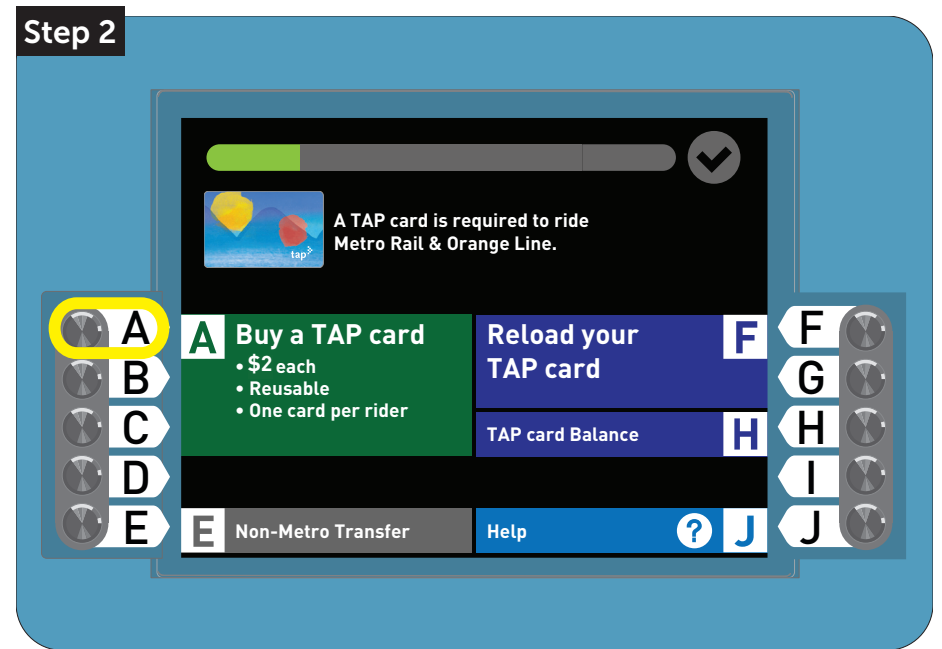 Step 2
tap
A TAP card is required to ride
Metro Rail & Orange Line.
A
B
C
D
E
A
Buy a TAP card
• $2 each
• Reusable
• One card per rider
Reload your
TAP card
F
TAP card Balance
H
E
Non-Metro Transfer
Help
?
J
F
G
H
I
J